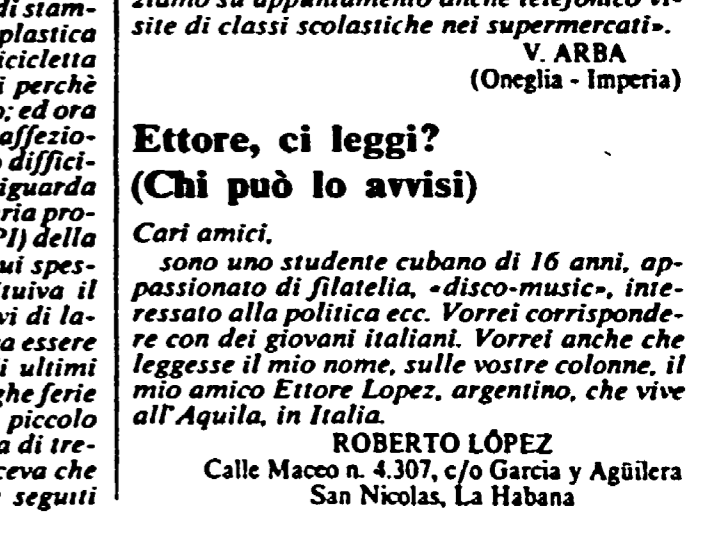 di stam-
plastica
icicletta
i perchè
o; ed ora
affezio-
o diffici-
iguarda
ria pro-
PI) della
ui spes-
tuiva il
vi di la-
ra essere
i ultimi
ghe ferie
piccolo
a di tre-
ceva che
seguiti
ziamo su appuntamento anche telefonico vi-
site di classi scolastiche nei supermercati».
V. ARBA
(Oneglia - Imperia)
Ettore, ci leggi?
(Chi può lo avvisi)
Cari amici,
sono uno studente cubano di 16 anni, ap-
passionato di filatelia, «disco-music», inte-
ressato alla politica ecc. Vorrei corrisponde-
re con dei giovani italiani. Vorrei anche che
leggesse il mio nome, sulle vostre colonne, il
mio amico Ettore Lopez, argentino, che vive
all'Aquila, in Italia.
ROBERTO LÓPEZ
Calle Maceo n. 4.307, c/o Garcia y Agüilera
San Nicolas, La Habana